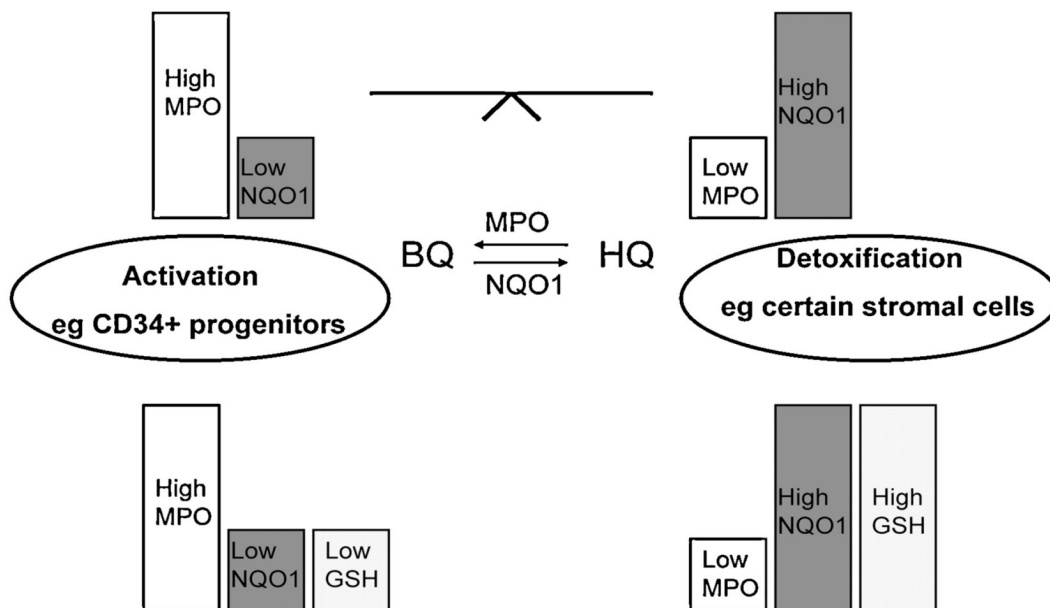 High
MPO
Low
NQO1
High
NQO1
Low
MPO
MPO
BQ
HQ
NQO1
Activation
eg CD34+ progenitors
Detoxification
eg certain stromal cells
High
MPO
Low
NQO1
Low
GSH
Low
MPO
High
NQO1
High
GSH